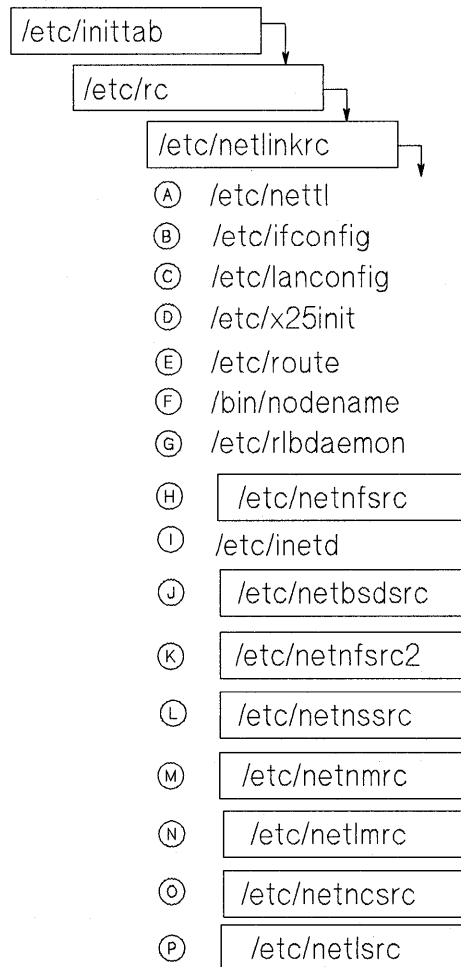 /etc/inittab
/etc/rc
/etc/netlinkrc
A /etc/nettl
B /etc/ifconfig
C /etc/lanconfig
D /etc/x25init
E /etc/route
F /bin/nodename
G /etc/rlbdaemon
H /etc/netnfsrc
I /etc/inetd
J /etc/netbsdsrc
K /etc/netnfsrc2
L /etc/netnssrc
M /etc/netnmrc
N /etc/netlmrc
O /etc/netncsrc
P /etc/netlsrc